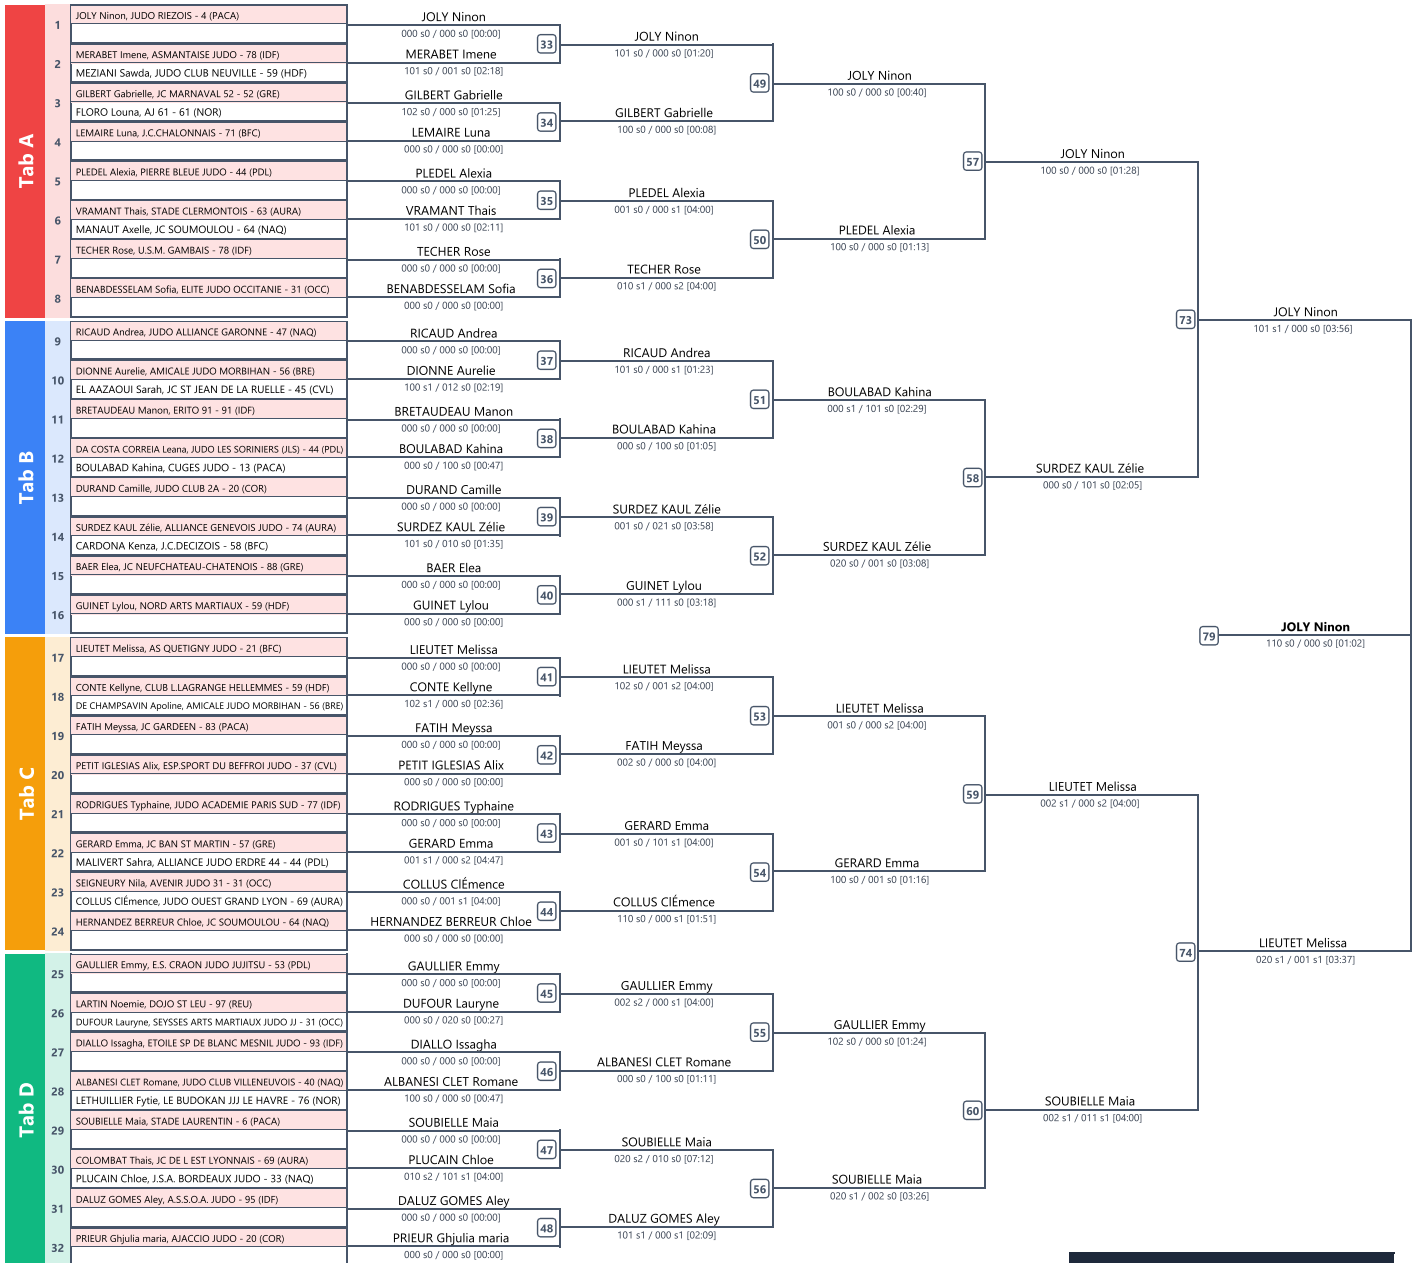 Tab A
1
JOLY Ninon, JUDO RIEZOIS - 4 (PACA)
2
MERABET Imene, ASMANTAISE JUDO - 78 (IDF)
MEZIANI Sawda, JUDO CLUB NEUVILLE - 59 (HDF)
3
GILBERT Gabrielle, JC MARNAVAL 52 - 52 (GRE)
FLORO Louna, AJ 61 - 61 (NOR)
4
LEMAIRE Luna, J.C.CHALONNAIS - 71 (BFC)
5
PLEDEL Alexia, PIERRE BLEUE JUDO - 44 (PDL)
6
VRAMANT Thais, STADE CLERMONTOIS - 63 (AURA)
MANAUT Axelle, JC SOUMOULOU - 64 (NAQ)
7
TECHER Rose, U.S.M. GAMBAIS - 78 (IDF)
8
BENABDESSELAM Sofia, ELITE JUDO OCCITANIE - 31 (OCC)
Tab B
9
RICAUD Andrea, JUDO ALLIANCE GARONNE - 47 (NAQ)
10
DIONNE Aurelie, AMICALE JUDO MORBIHAN - 56 (BRE)
EL AAZAOUI Sarah, JC ST JEAN DE LA RUELLE - 45 (CVL)
11
BRETAUDEAU Manon, ERITO 91 - 91 (IDF)
12
DA COSTA CORREIA Leana, JUDO LES SORINIERS (JLS) - 44 (PDL)
BOULABAD Kahina, CUGES JUDO - 13 (PACA)
13
DURAND Camille, JUDO CLUB 2A - 20 (COR)
14
SURDEZ KAUL Zélie, ALLIANCE GENEVOIS JUDO - 74 (AURA)
CARDONA Kenza, J.C.DECIZOIS - 58 (BFC)
15
BAER Elea, JC NEUFCHATEAU-CHATENOIS - 88 (GRE)
16
GUINET Lylou, NORD ARTS MARTIAUX - 59 (HDF)
Tab C
17
LIEUTET Melissa, AS QUETIGNY JUDO - 21 (BFC)
18
CONTE Kellyne, CLUB L.LAGRANGE HELLEMMES - 59 (HDF)
DE CHAMPSAVIN Apoline, AMICALE JUDO MORBIHAN - 56 (BRE)
19
FATIH Meyssa, JC GARDEEN - 83 (PACA)
20
PETIT IGLESIAS Alix, ESP.SPORT DU BEFFROI JUDO - 37 (CVL)
21
RODRIGUES Typhaine, JUDO ACADEMIE PARIS SUD - 77 (IDF)
22
GERARD Emma, JC BAN ST MARTIN - 57 (GRE)
MALIVERT Sahra, ALLIANCE JUDO ERDRE 44 - 44 (PDL)
23
SEIGNEURY Nila, AVENIR JUDO 31 - 31 (OCC)
COLLUS ClÉmence, JUDO OUEST GRAND LYON - 69 (AURA)
24
HERNANDEZ BERREUR Chloe, JC SOUMOULOU - 64 (NAQ)
Tab D
25
GAULLIER Emmy, E.S. CRAON JUDO JUJITSU - 53 (PDL)
26
LARTIN Noemie, DOJO ST LEU - 97 (REU)
DUFOUR Lauryne, SEYSSES ARTS MARTIAUX JUDO JJ - 31 (OCC)
27
DIALLO Issagha, ETOILE SP DE BLANC MESNIL JUDO - 93 (IDF)
28
ALBANESI CLET Romane, JUDO CLUB VILLENEUVOIS - 40 (NAQ)
LETHUILLIER Fytie, LE BUDOKAN JJJ LE HAVRE - 76 (NOR)
29
SOUBIELLE Maia, STADE LAURENTIN - 6 (PACA)
30
COLOMBAT Thais, JC DE L EST LYONNAIS - 69 (AURA)
PLUCAIN Chloe, J.S.A. BORDEAUX JUDO - 33 (NAQ)
31
DALUZ GOMES Aley, A.S.S.O.A. JUDO - 95 (IDF)
32
PRIEUR Ghjulia maria, AJACCIO JUDO - 20 (COR)
JOLY Ninon
000 s0 / 000 s0 [00:00]
33
MERABET Imene
101 s0 / 001 s0 [02:18]
GILBERT Gabrielle
102 s0 / 000 s0 [01:25]
34
LEMAIRE Luna
000 s0 / 000 s0 [00:00]
PLEDEL Alexia
000 s0 / 000 s0 [00:00]
35
VRAMANT Thais
101 s0 / 000 s0 [02:11]
TECHER Rose
000 s0 / 000 s0 [00:00]
36
BENABDESSELAM Sofia
000 s0 / 000 s0 [00:00]
RICAUD Andrea
000 s0 / 000 s0 [00:00]
37
DIONNE Aurelie
100 s1 / 012 s0 [02:19]
BRETAUDEAU Manon
000 s0 / 000 s0 [00:00]
38
BOULABAD Kahina
000 s0 / 100 s0 [00:47]
DURAND Camille
000 s0 / 000 s0 [00:00]
39
SURDEZ KAUL Zélie
101 s0 / 010 s0 [01:35]
BAER Elea
000 s0 / 000 s0 [00:00]
40
GUINET Lylou
000 s0 / 000 s0 [00:00]
LIEUTET Melissa
000 s0 / 000 s0 [00:00]
41
CONTE Kellyne
102 s1 / 000 s0 [02:36]
FATIH Meyssa
000 s0 / 000 s0 [00:00]
42
PETIT IGLESIAS Alix
000 s0 / 000 s0 [00:00]
RODRIGUES Typhaine
000 s0 / 000 s0 [00:00]
43
GERARD Emma
001 s1 / 000 s2 [04:47]
COLLUS ClÉmence
000 s0 / 001 s1 [04:00]
44
HERNANDEZ BERREUR Chloe
000 s0 / 000 s0 [00:00]
GAULLIER Emmy
000 s0 / 000 s0 [00:00]
45
DUFOUR Lauryne
000 s0 / 020 s0 [00:27]
DIALLO Issagha
000 s0 / 000 s0 [00:00]
46
ALBANESI CLET Romane
100 s0 / 000 s0 [00:47]
SOUBIELLE Maia
000 s0 / 000 s0 [00:00]
47
PLUCAIN Chloe
010 s2 / 101 s1 [04:00]
DALUZ GOMES Aley
000 s0 / 000 s0 [00:00]
48
PRIEUR Ghjulia maria
000 s0 / 000 s0 [00:00]
JOLY Ninon
101 s0 / 000 s0 [01:20]
49
GILBERT Gabrielle
100 s0 / 000 s0 [00:08]
PLEDEL Alexia
001 s0 / 000 s1 [04:00]
50
TECHER Rose
010 s1 / 000 s2 [04:00]
RICAUD Andrea
101 s0 / 000 s1 [01:23]
51
BOULABAD Kahina
000 s0 / 100 s0 [01:05]
SURDEZ KAUL Zélie
001 s0 / 021 s0 [03:58]
52
GUINET Lylou
000 s1 / 111 s0 [03:18]
LIEUTET Melissa
102 s0 / 001 s2 [04:00]
53
FATIH Meyssa
002 s0 / 000 s0 [04:00]
GERARD Emma
001 s0 / 101 s1 [04:00]
54
COLLUS ClÉmence
110 s0 / 000 s1 [01:51]
GAULLIER Emmy
002 s2 / 000 s1 [04:00]
55
ALBANESI CLET Romane
000 s0 / 100 s0 [01:11]
SOUBIELLE Maia
020 s2 / 010 s0 [07:12]
56
DALUZ GOMES Aley
101 s1 / 000 s1 [02:09]
JOLY Ninon
100 s0 / 000 s0 [00:40]
57
PLEDEL Alexia
100 s0 / 000 s0 [01:13]
BOULABAD Kahina
000 s1 / 101 s0 [02:29]
58
SURDEZ KAUL Zélie
020 s0 / 001 s0 [03:08]
LIEUTET Melissa
001 s0 / 000 s2 [04:00]
59
GERARD Emma
100 s0 / 001 s0 [01:16]
GAULLIER Emmy
102 s0 / 000 s0 [01:24]
60
SOUBIELLE Maia
020 s1 / 002 s0 [03:26]
JOLY Ninon
100 s0 / 000 s0 [01:28]
73
SURDEZ KAUL Zélie
000 s0 / 101 s0 [02:05]
LIEUTET Melissa
002 s1 / 000 s2 [04:00]
74
SOUBIELLE Maia
002 s1 / 011 s1 [04:00]
JOLY Ninon
101 s1 / 000 s0 [03:56]
79
JOLY Ninon
110 s0 / 000 s0 [01:02]
LIEUTET Melissa
020 s1 / 001 s1 [03:37]